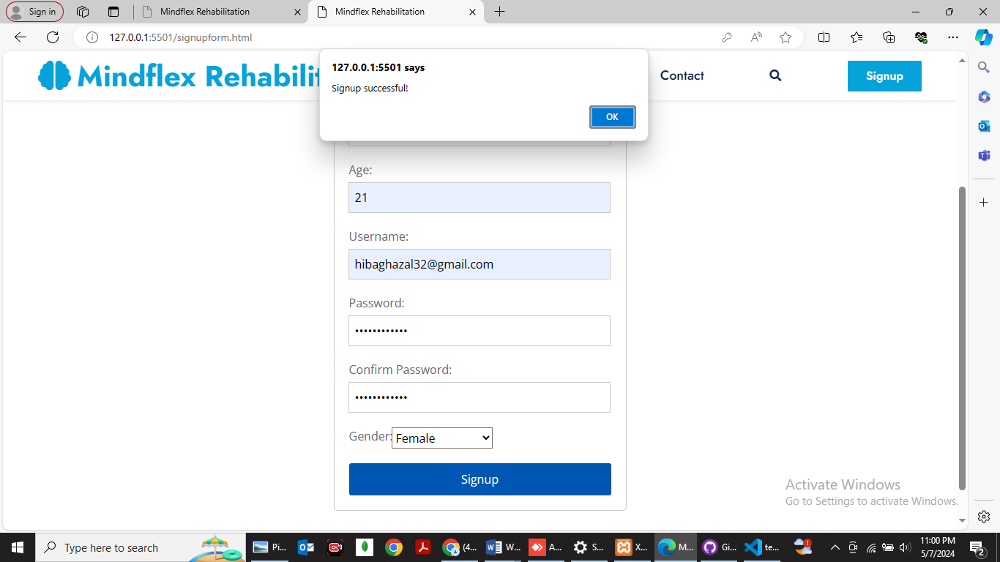 Sign in
Mindflex Rehabilitation
Mindflex Rehabilitation
127.0.0.1:5501/signupform.html
Mindflex Rehabilit
Contact
Signup
127.0.0.1:5501 says
Signup successful!
OK
Age:
21
Username:
hibaghazal32@gmail.com
Password:
••••••••••••
Confirm Password:
••••••••••••
Gender:
Female
Signup
Activate Windows
Go to Settings to activate Windows.
Type here to search
Pi...
(4...
W...
A...
S...
X...
M...
Gi...
te...
1
11:00 PM
5/7/2024
2